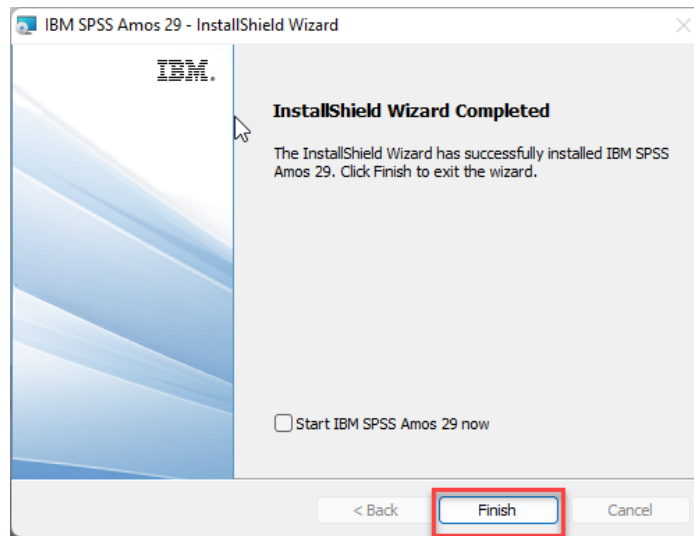 IBM SPSS Amos 29 - InstallShield Wizard
IBM.
InstallShield Wizard Completed
The InstallShield Wizard has successfully installed IBM SPSS
Amos 29. Click Finish to exit the wizard.
Start IBM SPSS Amos 29 now
< Back
Finish
Cancel